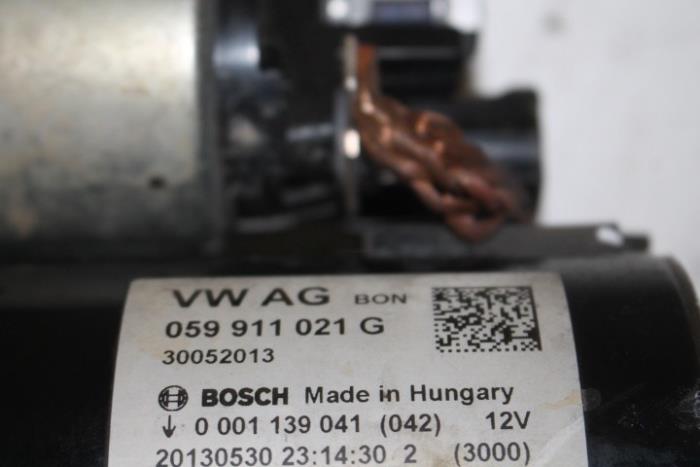 VW AG BON
059 911 021 G
30052013
BOSCH Made in Hungary
↓ 0 001 139 041 (042) 12V
20130530 23:14:30 2 (3000)